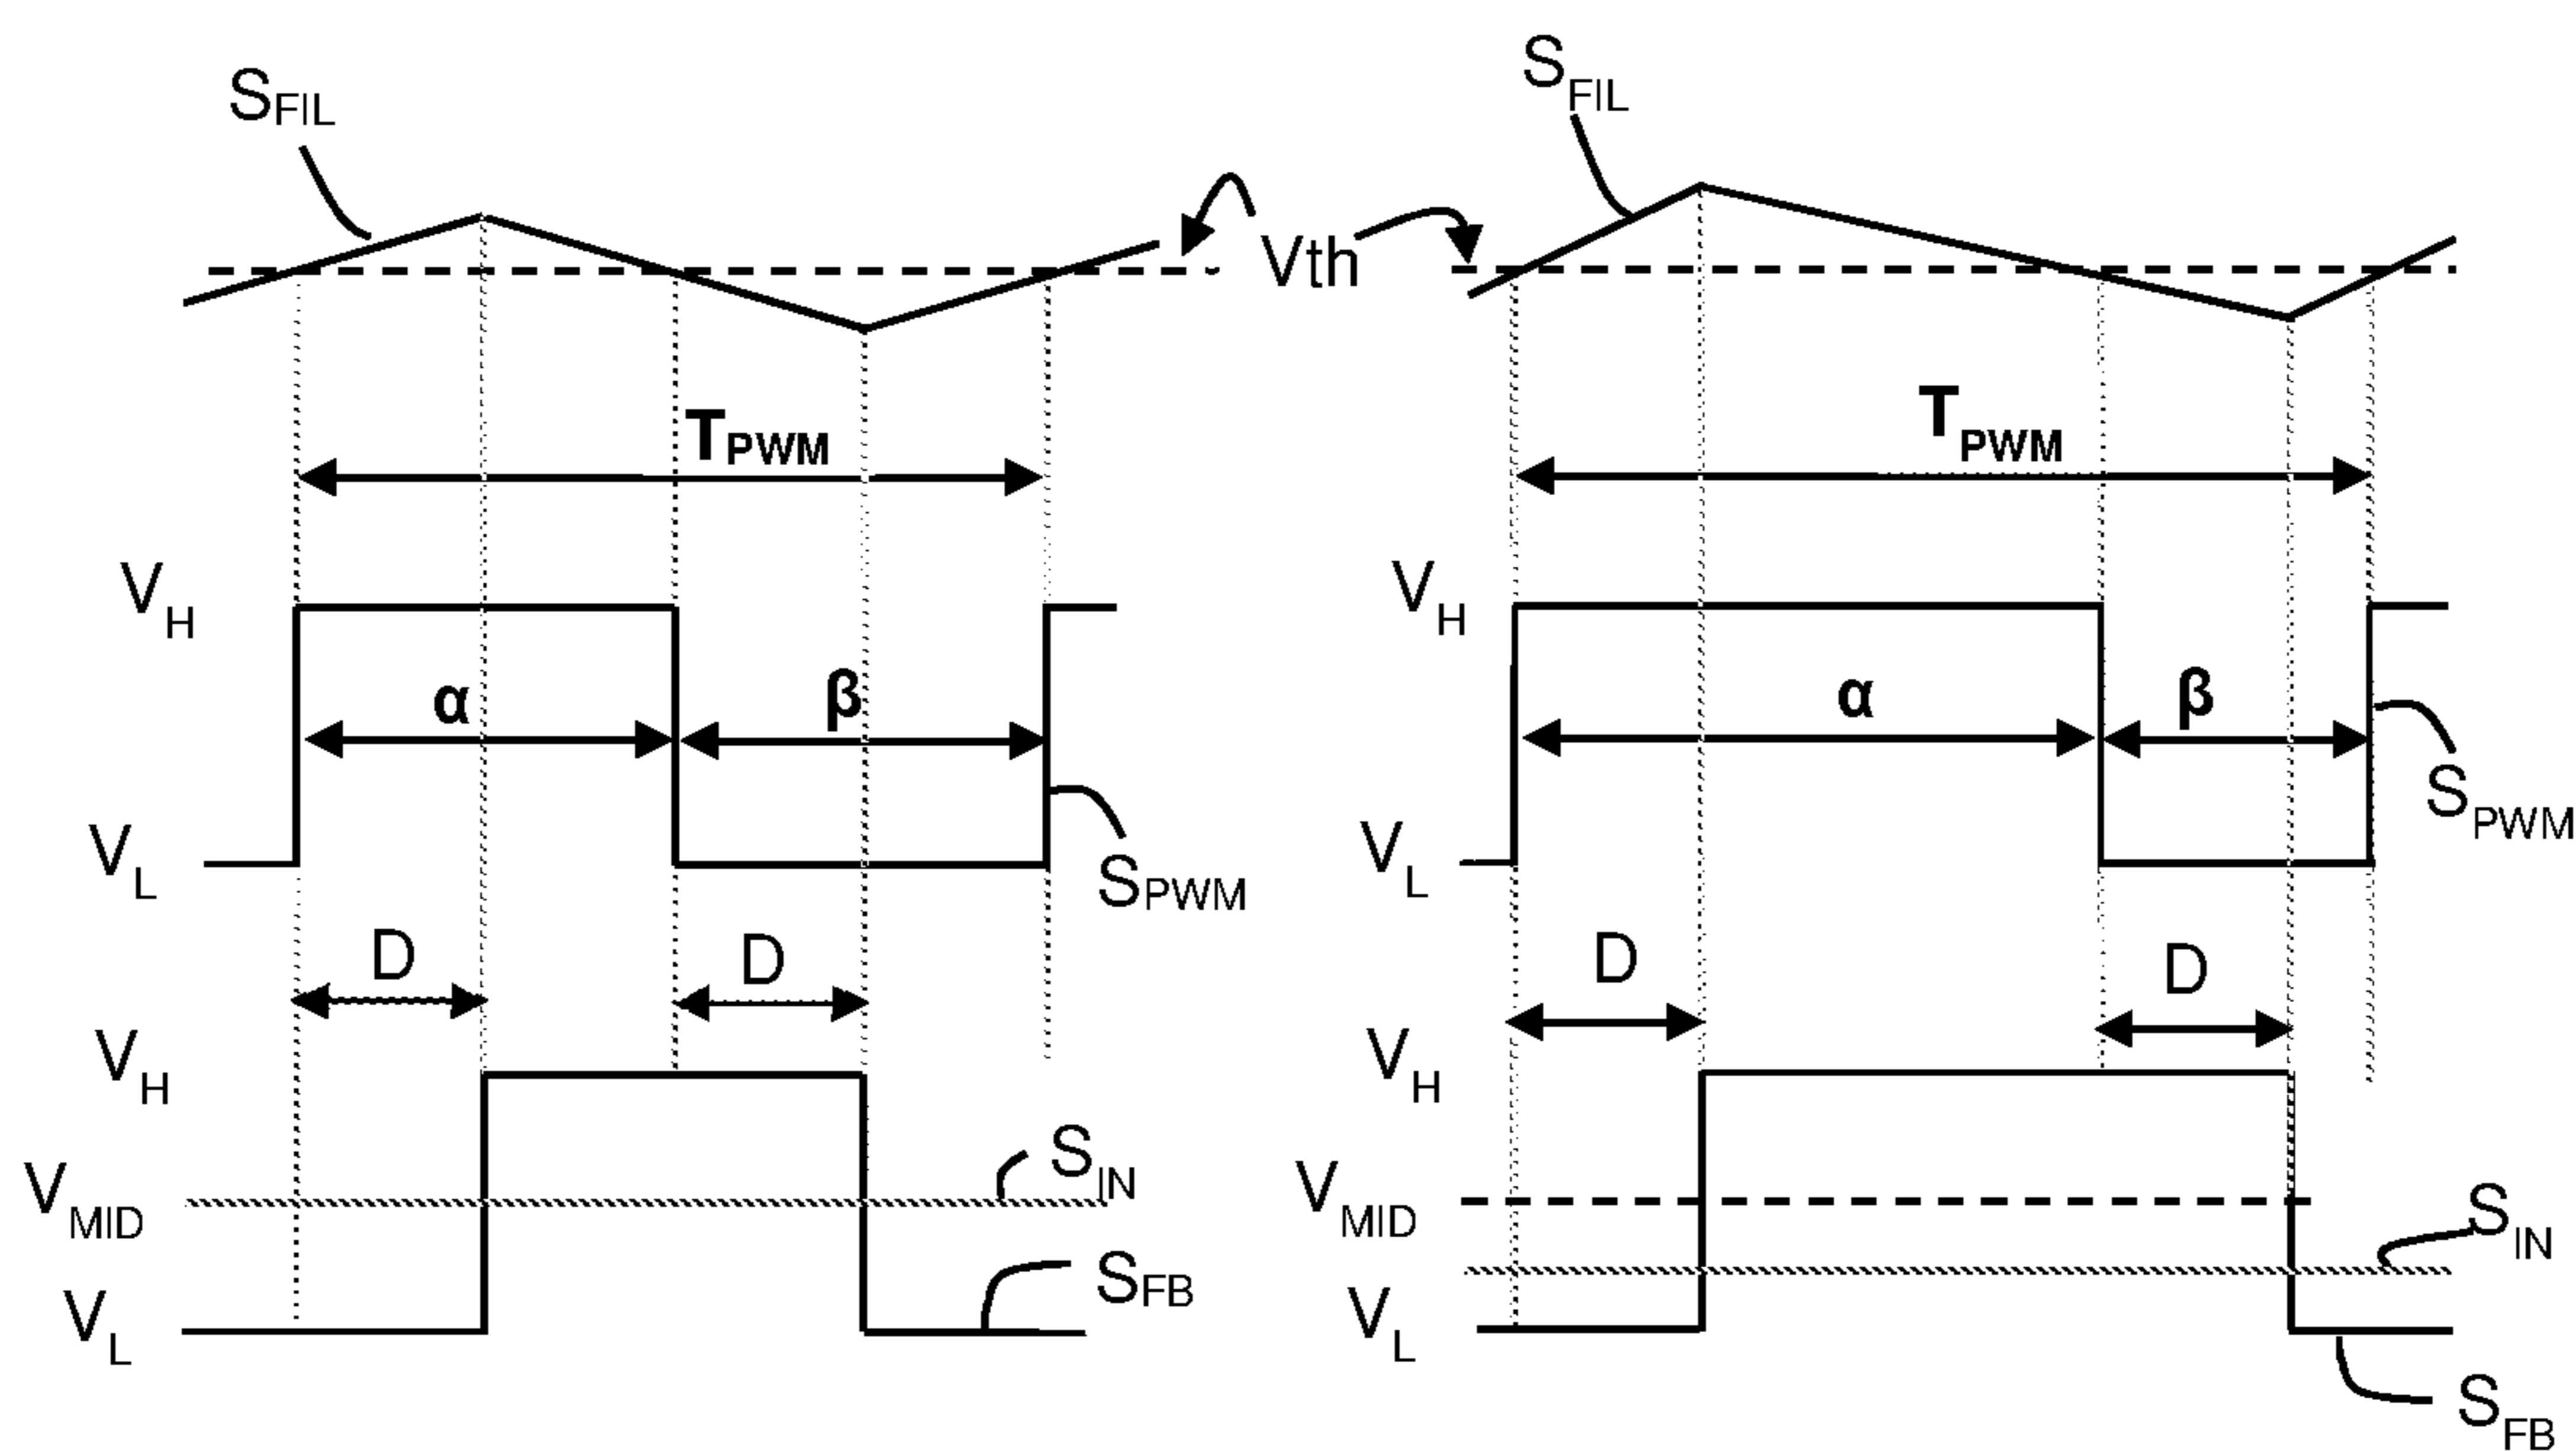 SFIL
SFIL
Vth
TPWM
TPWM
VH
VH
α
β
α
β
VL
SPWM
VL
SPWM
D
D
D
D
VH
VH
VMID
SIN
VMID
SIN
VL
SFB
VL
SFB